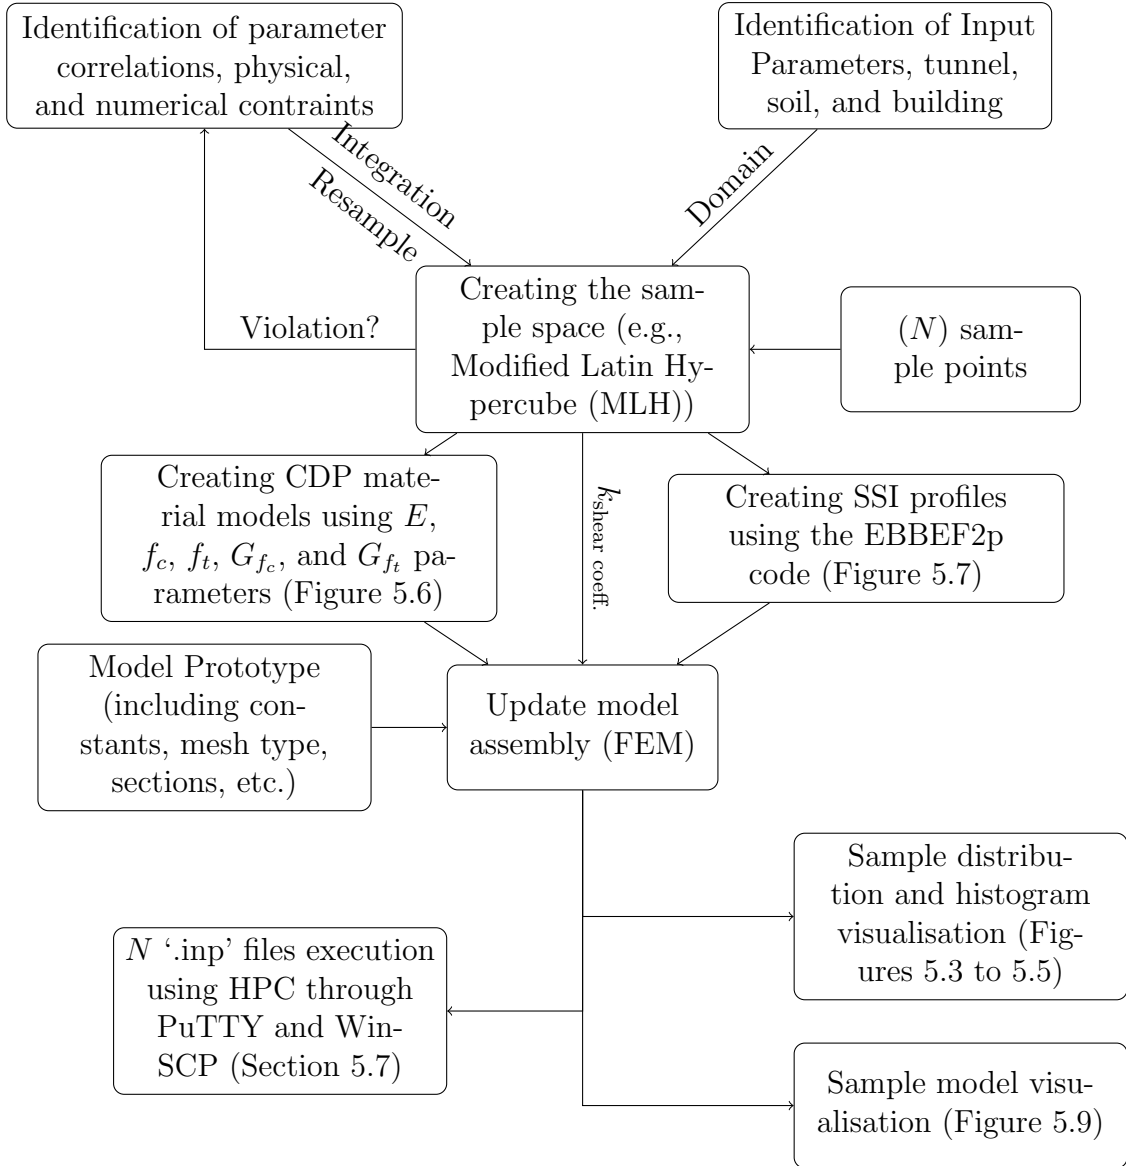 Identification of parameter
correlations, physical,
and numerical contraints
Identification of Input
Parameters, tunnel,
soil, and building
Integration
Resample
Domain
Creating the sam-
ple space (e.g.,
Modified Latin Hy-
percube (MLH))
Violation?
(N) sam-
ple points
Creating CDP mate-
rial models using E,
f_c, f_t, G_{f_c}, and G_{f_t} pa-
rameters (Figure 5.6)
k_{shear coeff.}
Creating SSI profiles
using the EBBEF2p
code (Figure 5.7)
Model Prototype
(including con-
stants, mesh type,
sections, etc.)
Update model
assembly (FEM)
Sample distribu-
tion and histogram
visualisation (Fig-
ures 5.3 to 5.5)
N ‘.inp’ files execution
using HPC through
PuTTY and Win-
SCP (Section 5.7)
Sample model visu-
alisation (Figure 5.9)